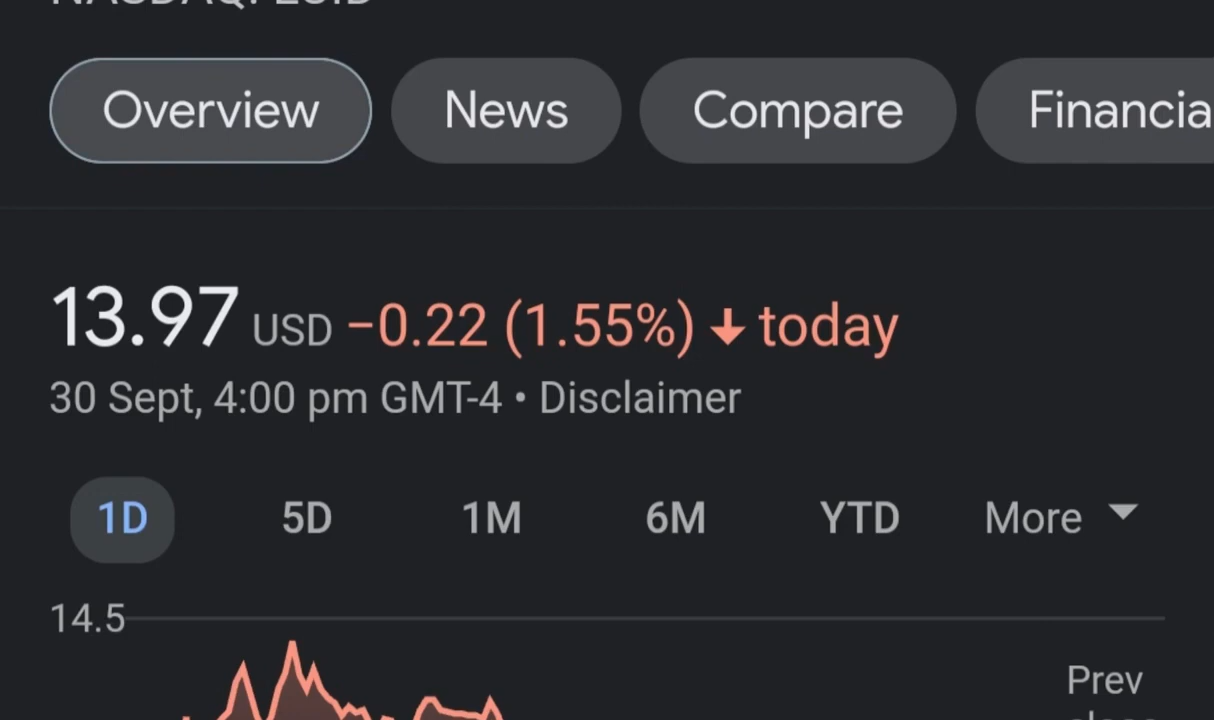 Overview News Compare
13.97 USD −0.22 (1.55%) ↓ today
30 Sept, 4:00 pm GMT-4 • Disclaimer
1D 5D 1M 6M YTD More
14.5
Prev